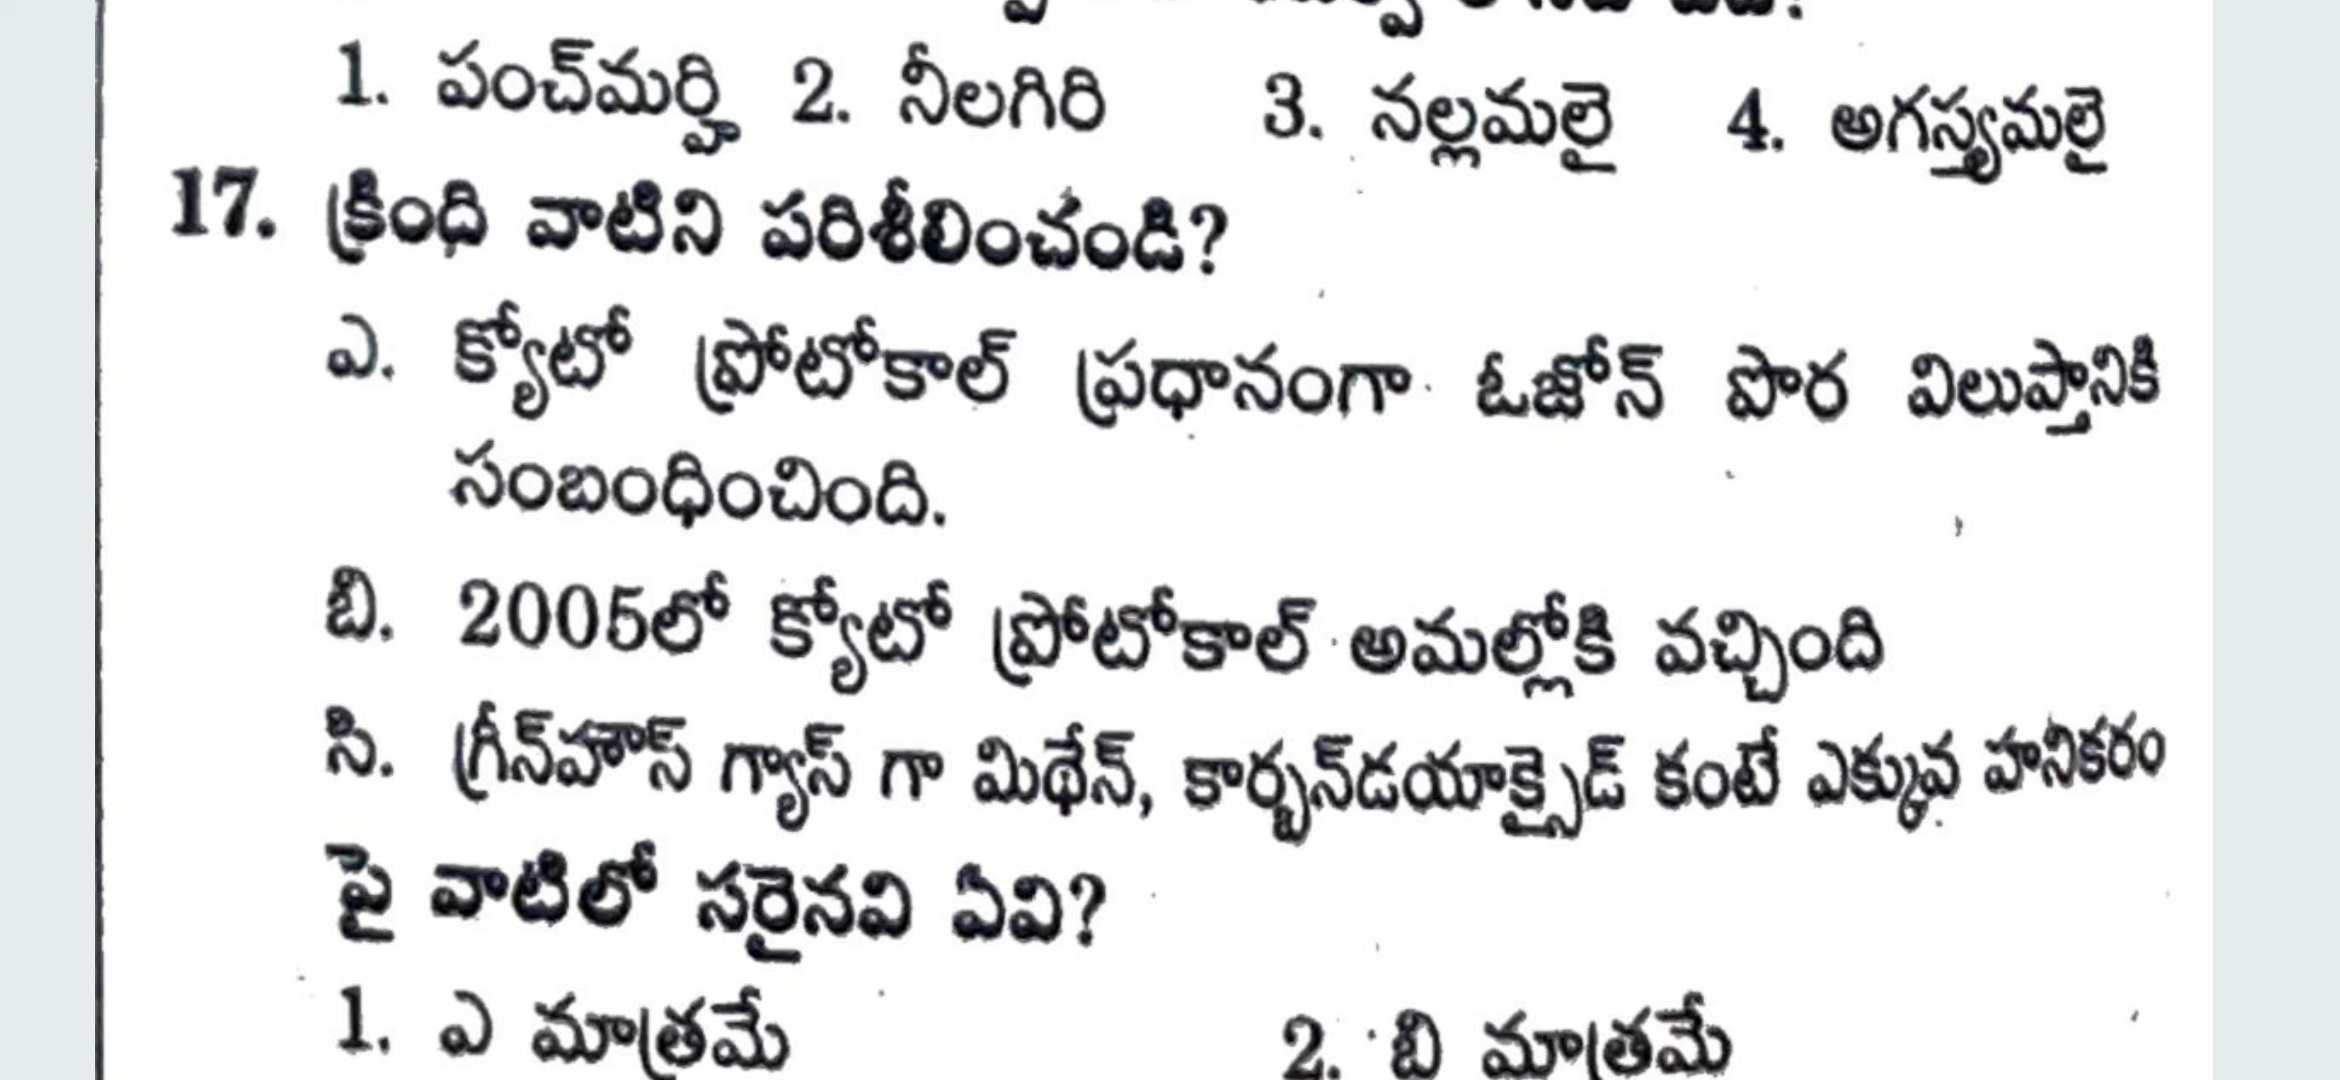 1. పంచ్‌మర్హి 2. నీలగిరి 3. నల్లమలై 4. అగస్త్యమలై
17. క్రింది వాటిని పరిశీలించండి?
ఎ. క్యోటో ప్రోటోకాల్ ప్రధానంగా ఓజోన్ పొర విలుప్తానికి
సంబంధించింది.
బి. 2005లో క్యోటో ప్రోటోకాల్ అమల్లోకి వచ్చింది
సి. గ్రీన్‌హౌస్ గ్యాస్ గా మిథేన్, కార్బన్‌డయాక్సైడ్ కంటే ఎక్కువ హనికరం
పై వాటిలో సరైనవి ఏవి?
1. ఎ మాత్రమే 2. బి మాత్రమే